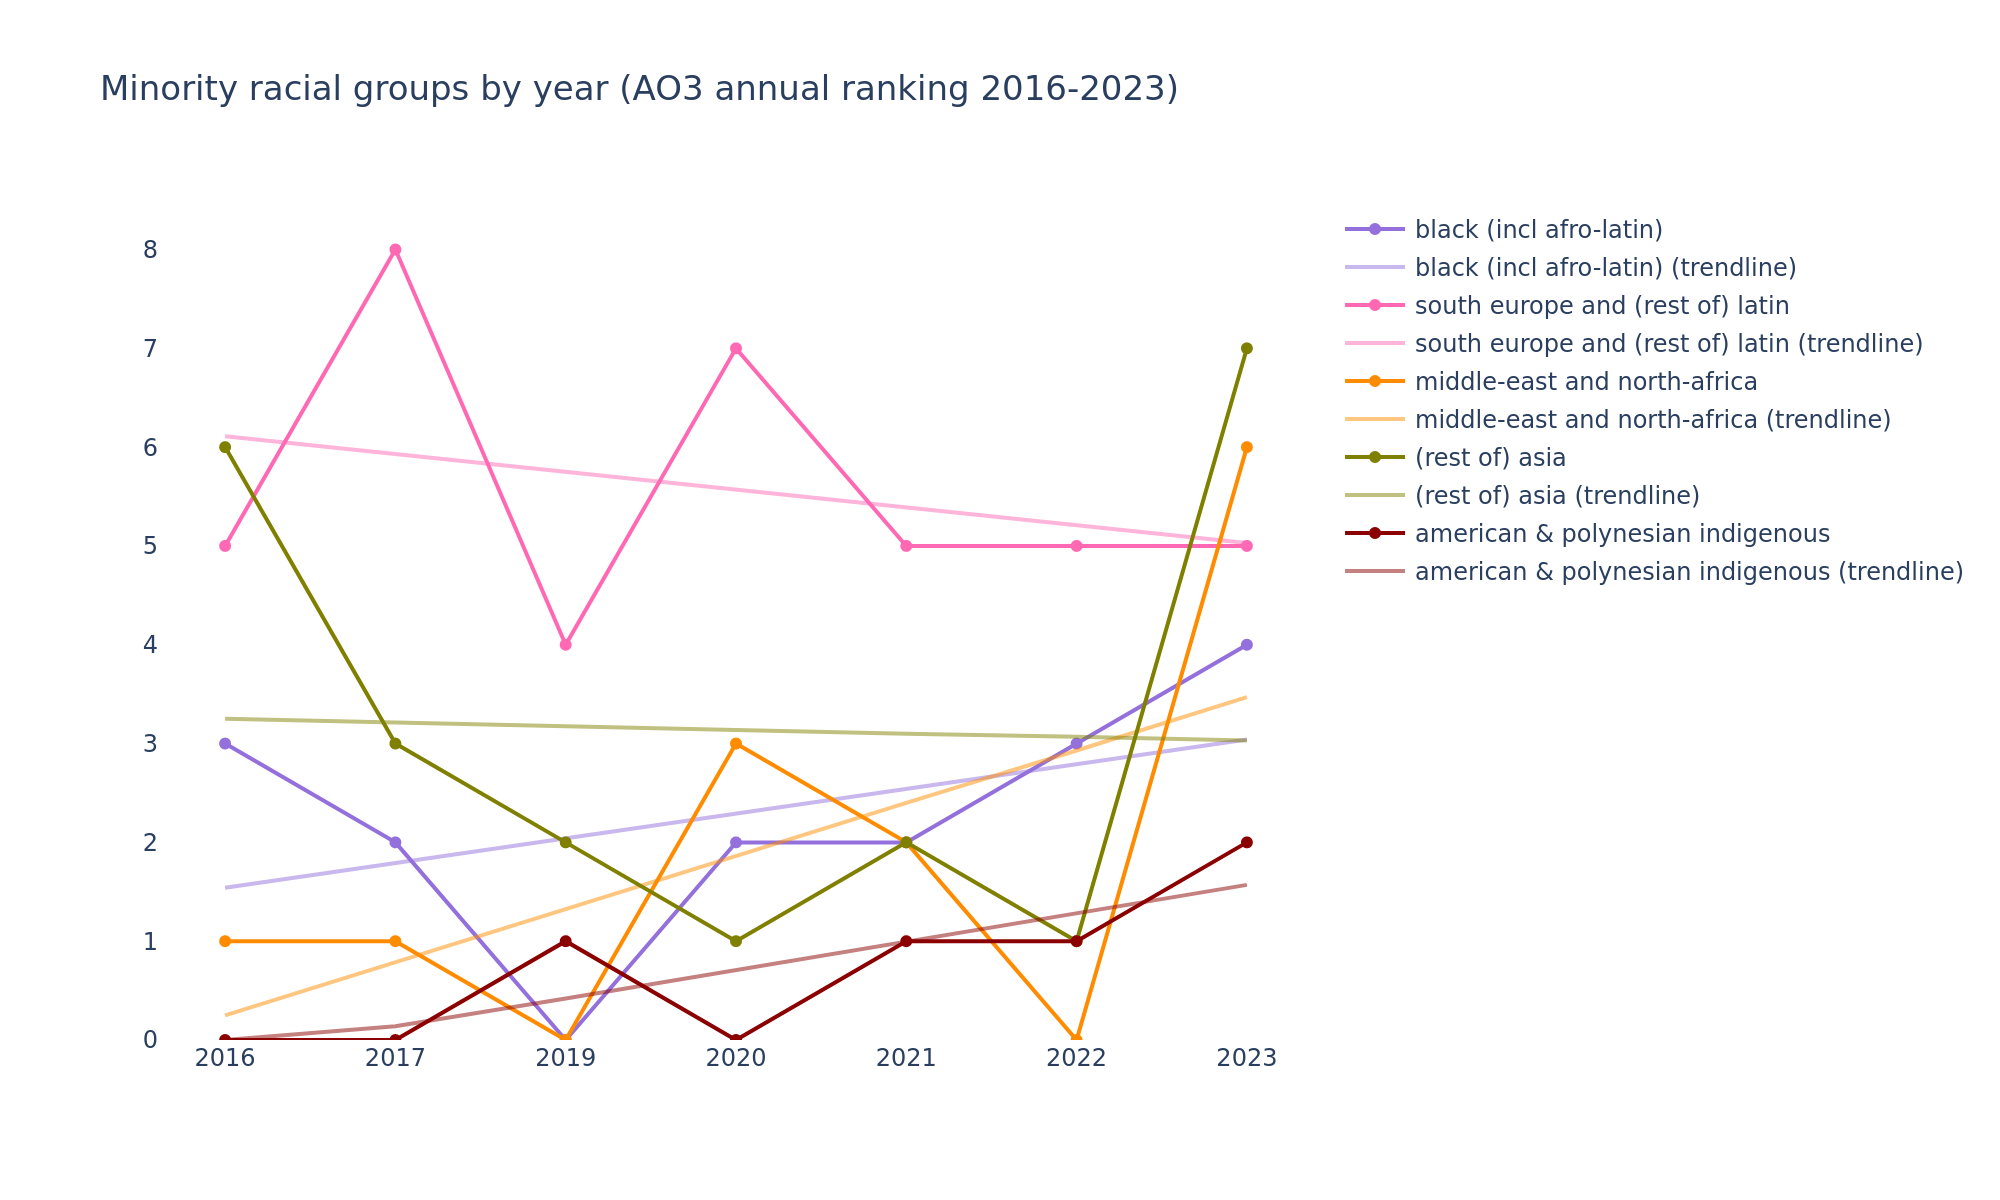 Minority racial groups by year (AO3 annual ranking 2016-2023)
8
7
6
5
4
3
2
1
0
2016 2017 2019 2020 2021 2022 2023
black (incl afro-latin)
black (incl afro-latin) (trendline)
south europe and (rest of) latin
south europe and (rest of) latin (trendline)
middle-east and north-africa
middle-east and north-africa (trendline)
(rest of) asia
(rest of) asia (trendline)
american & polynesian indigenous
american & polynesian indigenous (trendline)